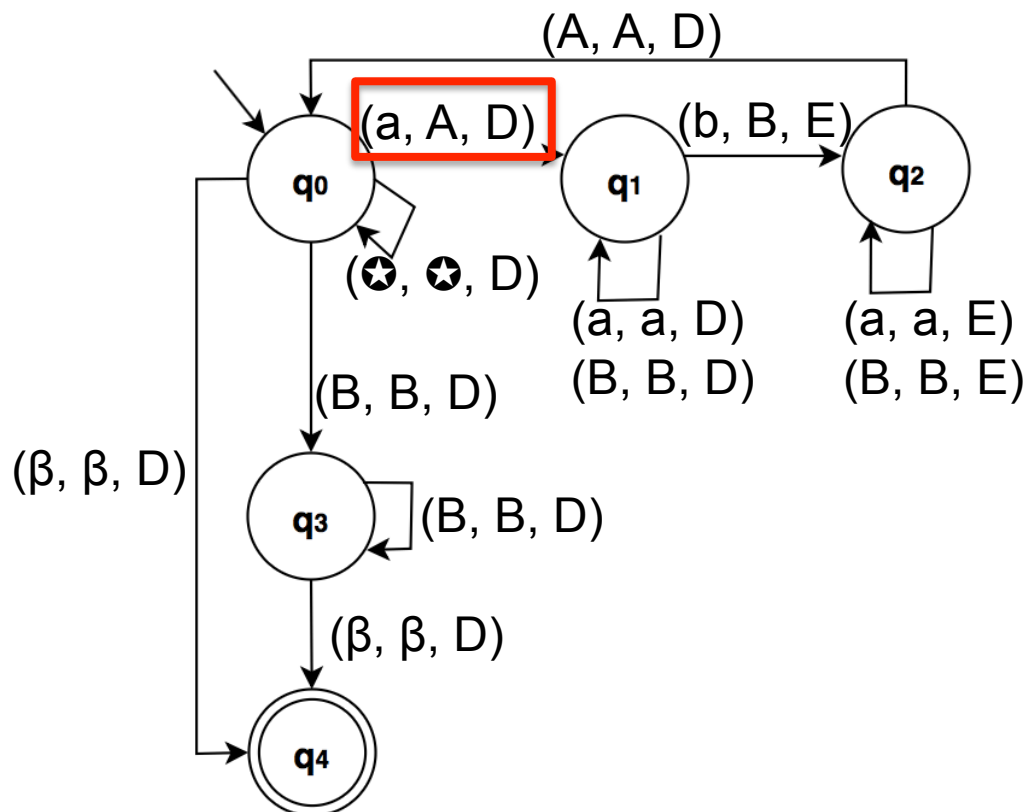 (A, A, D)
(a, A, D)
(b, B, E)
q0
q1
q2
(✪, ✪, D)
(a, a, D)
(B, B, D)
(a, a, E)
(B, B, E)
(B, B, D)
(β, β, D)
q3
(B, B, D)
(β, β, D)
q4